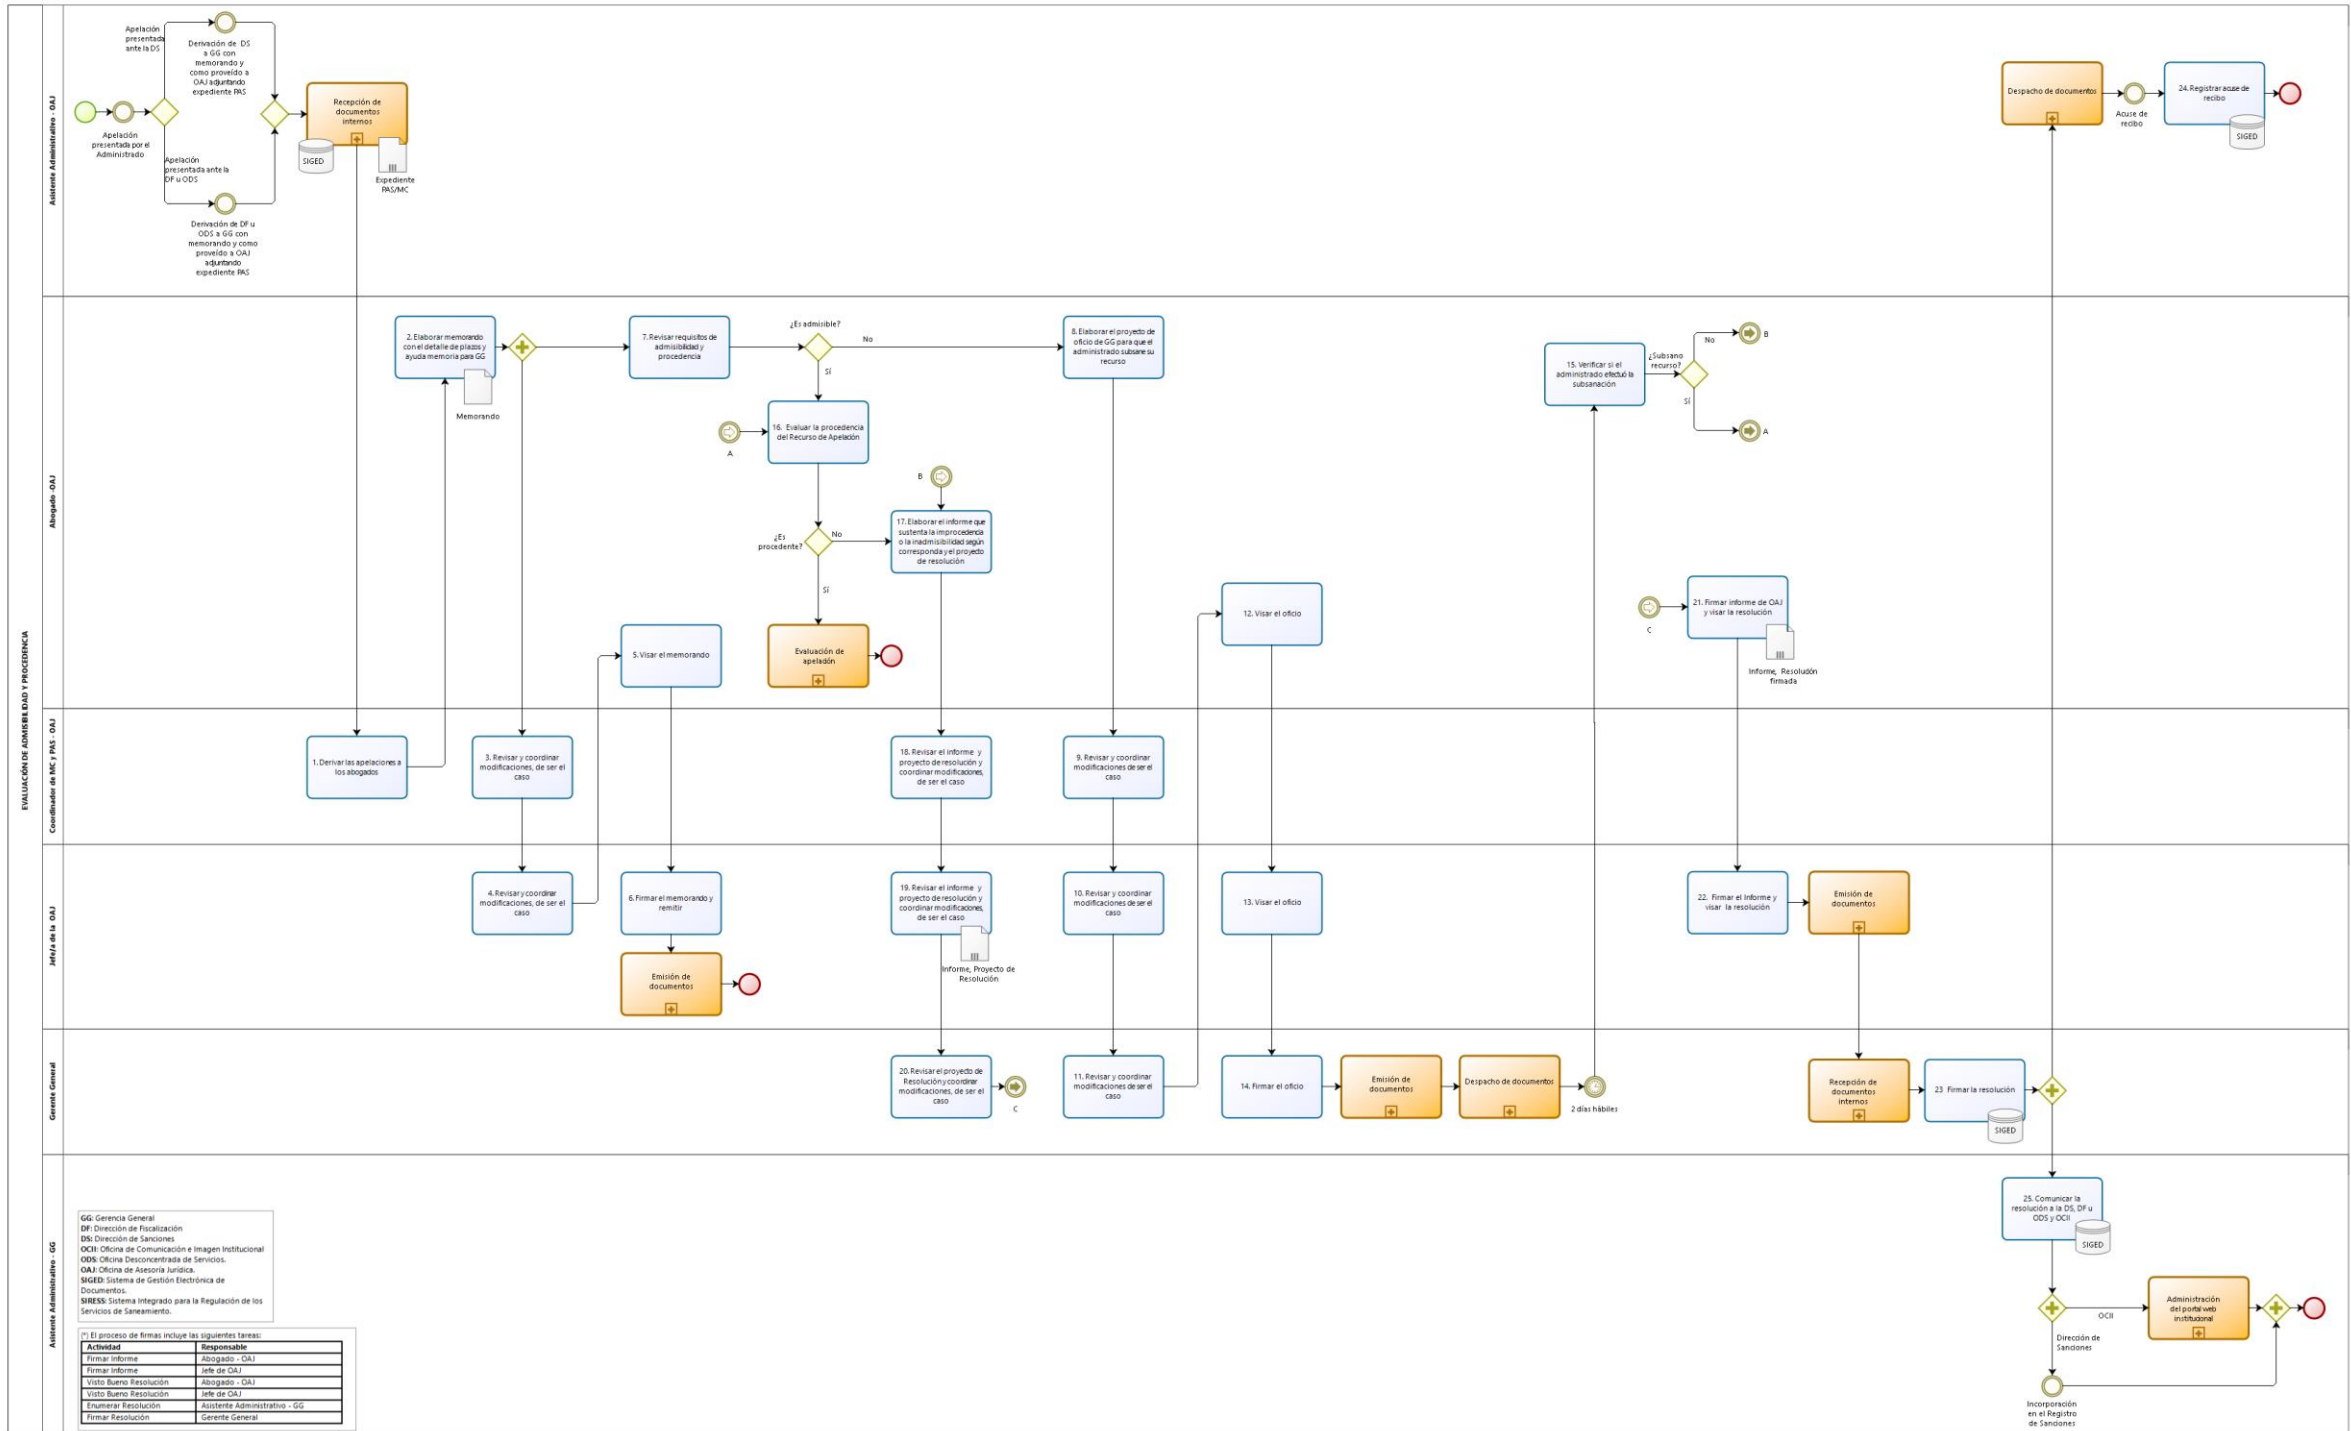 EVALUACIÓN DE ADMISIBILIDAD Y PROCEDENCIA
Asistente Administrativo - OAJ
Apelación
presentada
ante la DS
Derivación de DS
a GG con
memorando y
como proveído a
OAJ adjuntando
expediente PAS
Apelación
presentada por el
Administrado
Apelación
presentada ante la
DF u ODS
Derivación de DF u
ODS a GG con
memorando y como
proveído a OAJ
adjuntando
expediente PAS
Recepción de
documentos
internos
SIGED
Expediente
PAS/MC
Despacho de documentos
Acuse de
recibo
24. Registrar acuse de
recibo
SIGED
Abogado -OAJ
2. Elaborar memorando
con el detalle de plazos y
ayuda memoria para GG
Memorando
7. Revisar requisitos de
admisibilidad y
procedencia
¿Es admisible?
No
Sí
8. Elaborar el proyecto de
oficio de GG para que el
administrado subsane su
recurso
15. Verificar si el
administrado efectuó la
subsanación
¿Subsano
recurso?
No
B
Sí
A
A
16. Evaluar la procedencia
del Recurso de Apelación
B
¿Es
procedente?
No
Sí
17. Elaborar el informe que
sustenta la improcedencia
o la inadmisibilidad según
corresponda y el proyecto
de resolución
12. Visar el oficio
C
21. Firmar informe de OAJ
y visar la resolución
Informe, Resolución
firmada
5. Visar el memorando
Evaluación de
apelación
Coordinador de MC y PAS - OAJ
1. Derivar las apelaciones a
los abogados
3. Revisar y coordinar
modificaciones, de ser el
caso
18. Revisar el informe y
proyecto de resolución y
coordinar modificaciones,
de ser el caso
9. Revisar y coordinar
modificaciones de ser el
caso
Jefe/a de la OAJ
4. Revisar y coordinar
modificaciones, de ser el
caso
6. Firmar el memorando y
remitir
Emisión de
documentos
19. Revisar el informe y
proyecto de resolución y
coordinar modificaciones,
de ser el caso
Informe, Proyecto de
Resolución
10. Revisar y coordinar
modificaciones de ser el
caso
13. Visar el oficio
22. Firmar el Informe y
visar la resolución
Emisión de
documentos
Gerente General
20. Revisar el proyecto de
Resolución y coordinar
modificaciones, de ser el
caso
C
11. Revisar y coordinar
modificaciones de ser el
caso
14. Firmar el oficio
Emisión de
documentos
Despacho de documentos
2 días hábiles
Recepción de
documentos
internos
23 Firmar la resolución
SIGED
Asistente Administrativo - GG
GG: Gerencia General
DF: Dirección de Fiscalización
DS: Dirección de Sanciones
OCII: Oficina de Comunicación e Imagen Institucional
ODS: Oficina Desconcentrada de Servicios.
OAJ: Oficina de Asesoría Jurídica.
SIGED: Sistema de Gestión Electrónica de
Documentos.
SIRESS: Sistema Integrado para la Regulación de los
Servicios de Saneamiento.
(*) El proceso de firmas incluye las siguientes tareas:
Actividad Responsable
Firmar Informe Abogado - OAJ
Firmar Informe Jefe de OAJ
Visto Bueno Resolución Abogado - OAJ
Visto Bueno Resolución Jefe de OAJ
Enumerar Resolución Asistente Administrativo - GG
Firmar Resolución Gerente General
25. Comunicar la
resolución a la DS, DF u
ODS y OCII
SIGED
OCII
Administración
del portal web
institucional
Dirección de
Sanciones
Incorporación
en el Registro
de Sanciones